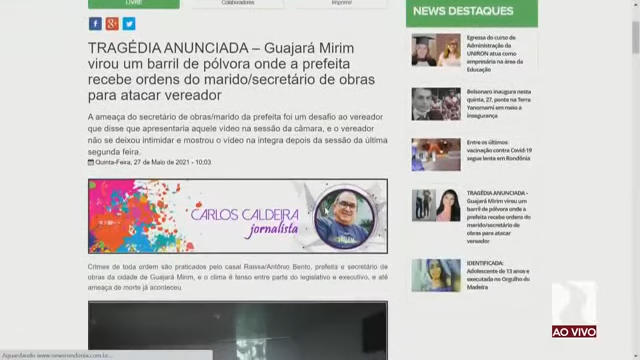 LIVRE
Colaboradores
Imprimir
TRAGÉDIA ANUNCIADA – Guajará Mirim
virou um barril de pólvora onde a prefeita
recebe ordens do marido/secretário de obras
para atacar vereador
A ameaça do secretário de obras/marido da prefeita foi um desafio ao vereador
que disse que apresentaria aquele vídeo na sessão da câmara, e o vereador
não se deixou intimidar e mostrou o vídeo na integra depois da sessão da última
segunda feira.
Quinta-Feira, 27 de Maio de 2021 - 10:03
CARLOS CALDEIRA
jornalista
Crimes de toda ordem são praticados pelo casal Raissa/Antônio Bento, prefeita e secretário de
obras da cidade de Guajará Mirim, e o clima é tenso entre parte do legislativo e executivo, e até
ameaça de morte já aconteceu
NEWS DESTAQUES
Egressa do curso de
Administração da
UNIRON atua como
empresária na área da
Educação
Bolsonaro inaugura nesta
quinta, 27, ponte na Terra
Yanomami em meio a
insegurança
Entre os últimos
vacinação contra Covid-19
segue lenta em Rondônia
TRAGÉDIA ANUNCIADA –
Guajará Mirim virou um
barril de pólvora onde a
prefeita recebe ordens do
marido/secretário de
obras para atacar
vereador
IDENTIFICADA:
Adolescente de 13 anos e
executada no Orgulho do
Madeira
AO VIVO
Aguardando www.newsrondonia.com.br...